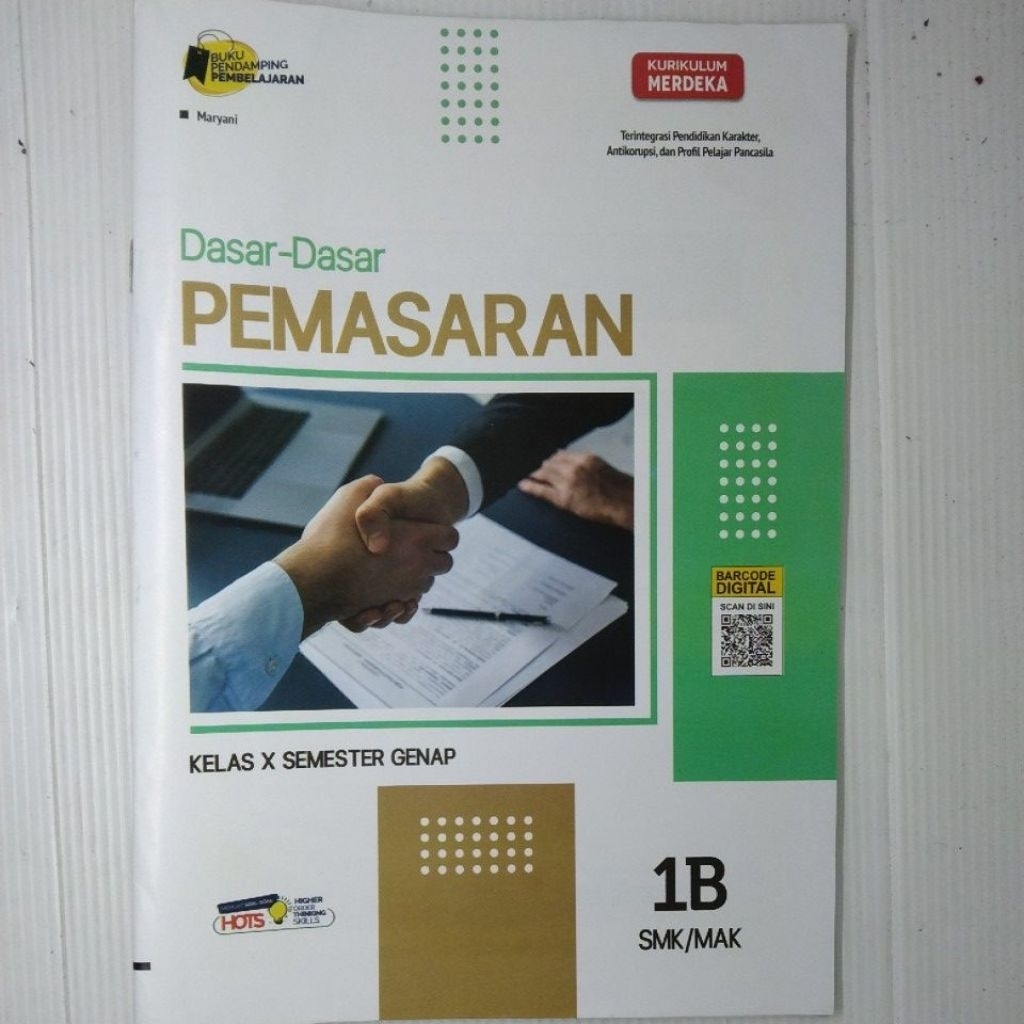 BUKU
PENDAMPING
PEMBELAJARAN
Maryani
KURIKULUM
MERDEKA
Terintegrasi Pendidikan Karakter,
Antikorupsi, dan Profil Pelajar Pancasila
Dasar-Dasar
PEMASARAN
BARCODE
DIGITAL
SCAN DI SINI
KELAS X SEMESTER GENAP
HOTS
HIGHER
ORDER
THINKING
SKILLS
1B
SMK/MAK